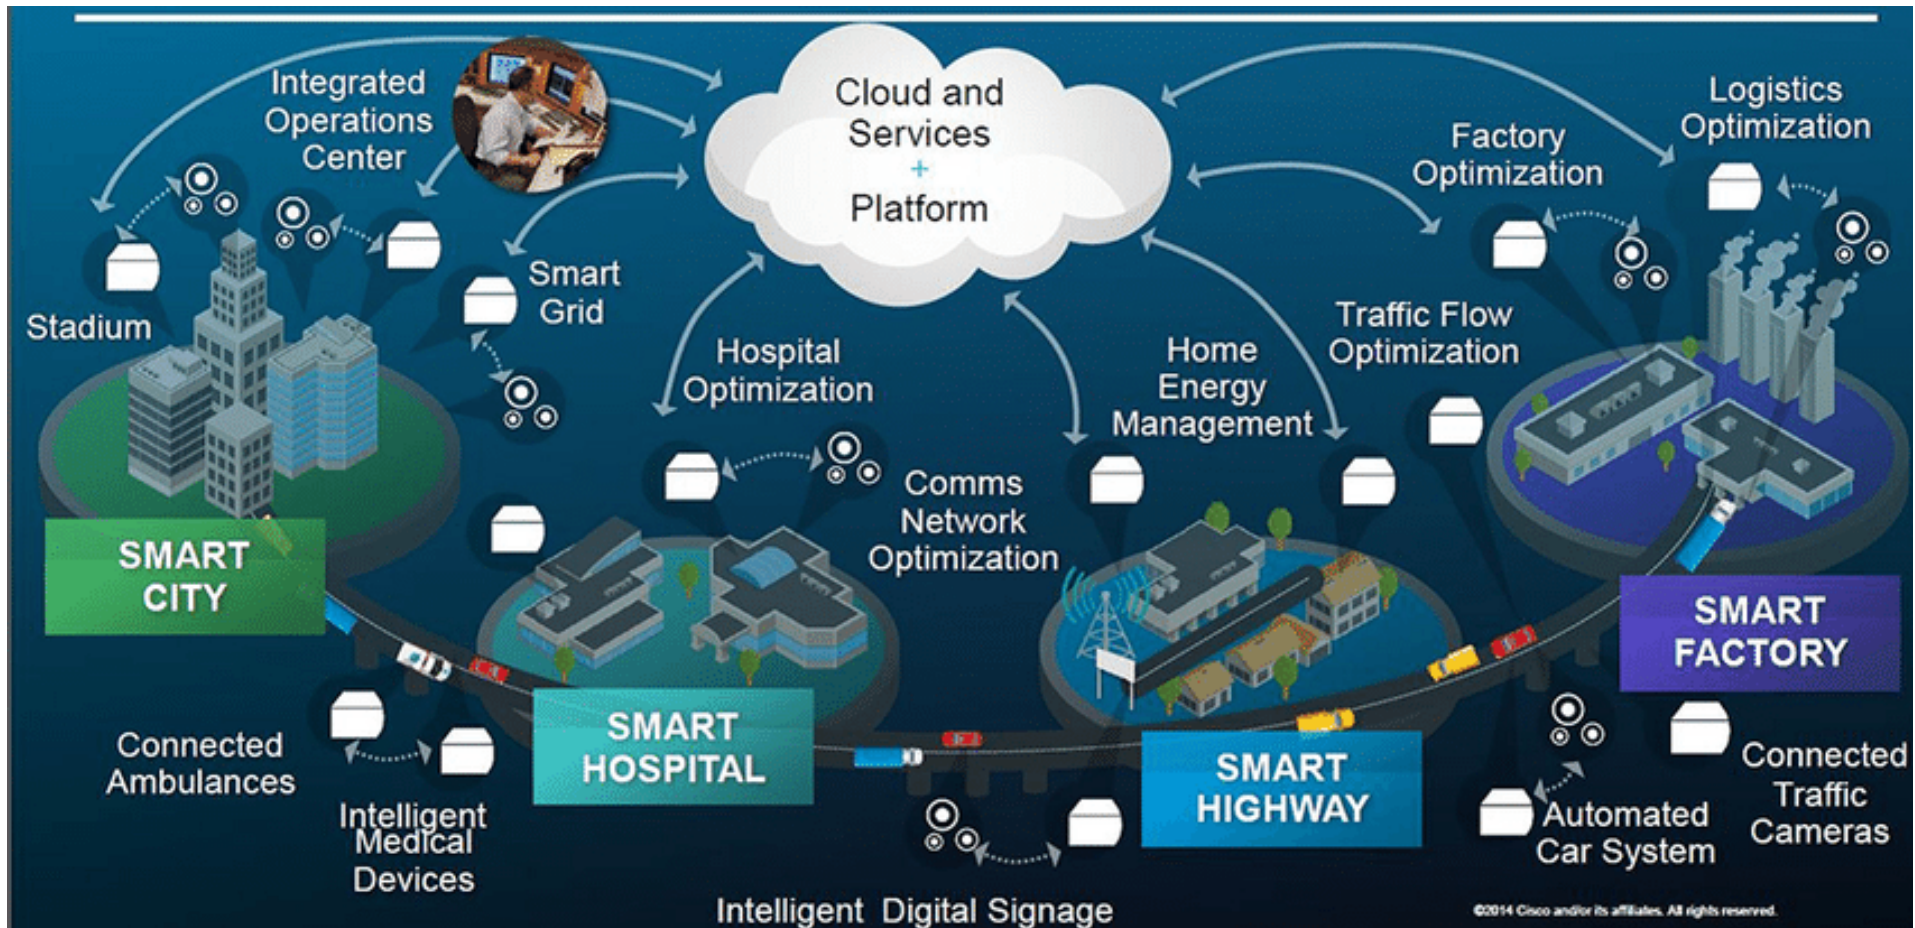 Cloud and
Services
+
Platform
Integrated
Operations
Center
Logistics
Optimization
Factory
Optimization
Stadium
Smart
Grid
Hospital
Optimization
Home
Energy
Management
Traffic Flow
Optimization
Comms
Network
Optimization
SMART
CITY
SMART
HOSPITAL
SMART
HIGHWAY
SMART
FACTORY
Connected
Ambulances
Intelligent
Medical
Devices
Intelligent Digital Signage
Automated
Car System
Connected
Traffic
Cameras
©2014 Cisco and/or its affiliates. All rights reserved.